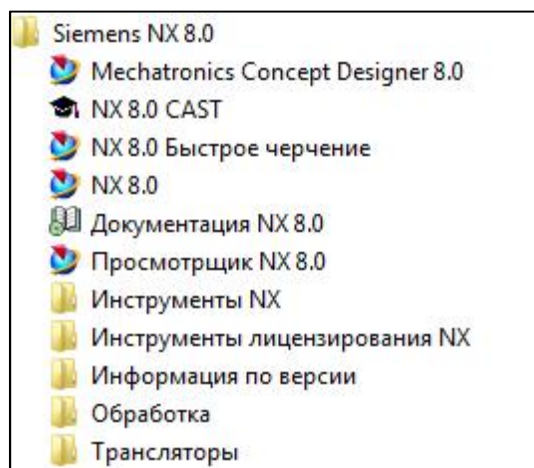 Siemens NX 8.0
Mechatronics Concept Designer 8.0
NX 8.0 CAST
NX 8.0 Быстрое черчение
NX 8.0
Документация NX 8.0
Просмотрщик NX 8.0
Инструменты NX
Инструменты лицензирования NX
Информация по версии
Обработка
Трансляторы